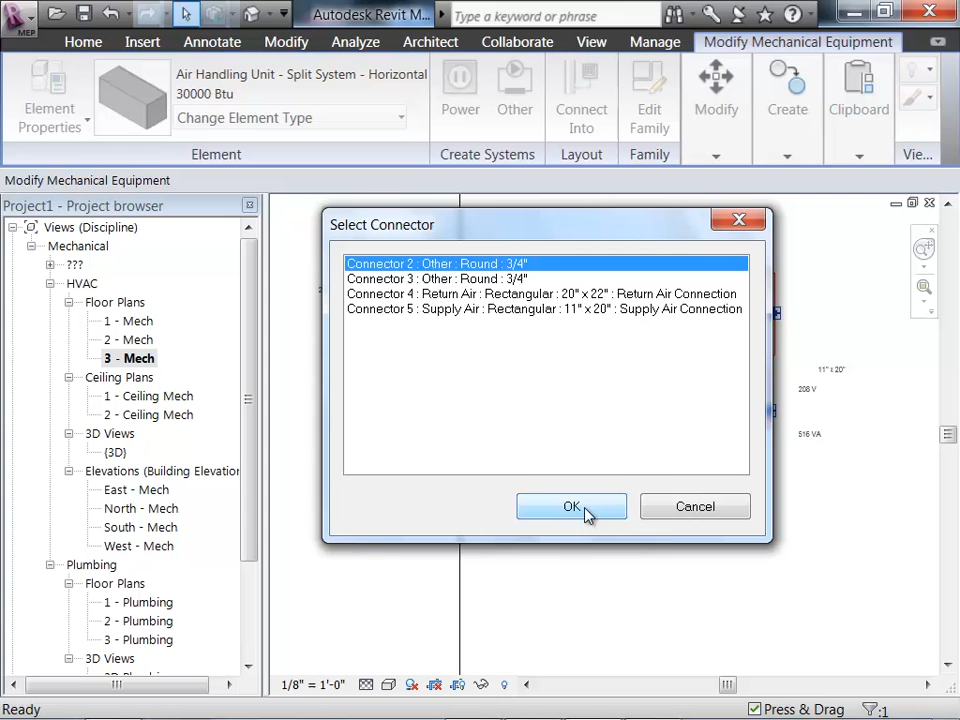 Autodesk Revit M...
Type a keyword or phrase
MEP
Home
Insert
Annotate
Modify
Analyze
Architect
Collaborate
View
Manage
Modify Mechanical Equipment
Element
Properties
Air Handling Unit - Split System - Horizontal
30000 Btu
Change Element Type
Power
Other
Connect
Into
Edit
Family
Modify
Create
Clipboard
Element
Create Systems
Layout
Family
Vie...
Modify Mechanical Equipment
Project1 - Project browser
Views (Discipline)
Mechanical
???
HVAC
Floor Plans
1 - Mech
2 - Mech
3 - Mech
Ceiling Plans
1 - Ceiling Mech
2 - Ceiling Mech
3D Views
{3D}
Elevations (Building Elevation
East - Mech
North - Mech
South - Mech
West - Mech
Plumbing
Floor Plans
1 - Plumbing
2 - Plumbing
3 - Plumbing
3D Views
Select Connector
Connector 2 : Other : Round : 3/4"
Connector 3 : Other : Round : 3/4"
Connector 4 : Return Air : Rectangular : 20" x 22" : Return Air Connection
Connector 5 : Supply Air : Rectangular : 11" x 20" : Supply Air Connection
OK
Cancel
11" x 20"
208 V
516 VA
1/8" = 1'-0"
Ready
Press & Drag
:1